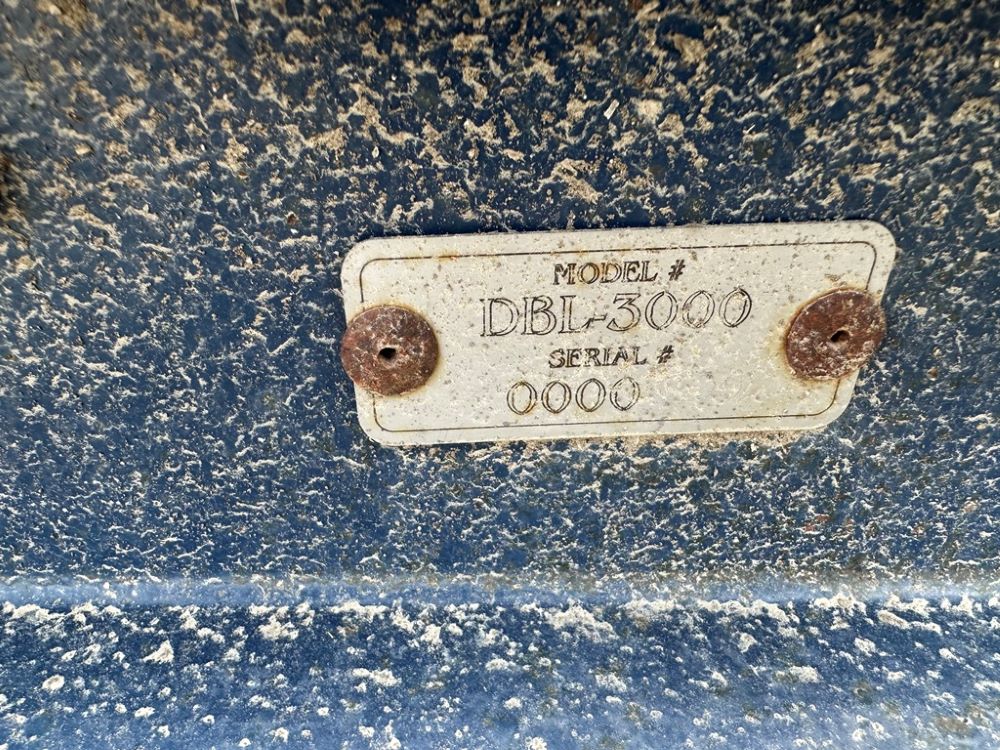 MODEL #
DBL-3000
SERIAL #
0000